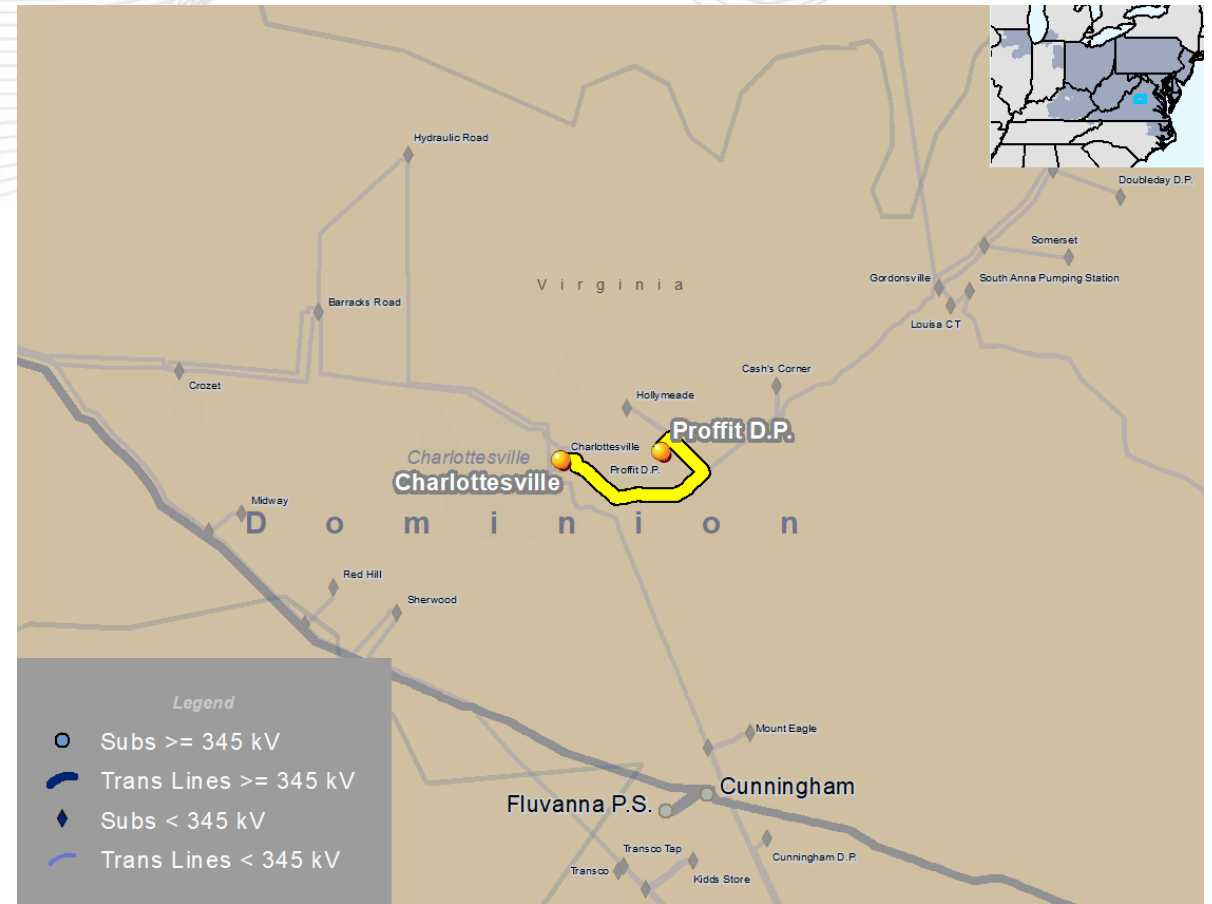 Hydraulic Road
Doubleday D.P.
Somerset
Gordonsville
South Anna Pumping Station
Virginia
Barracks Road
Louisa CT
Cash's Corner
Crozet
Hollymeade
Proffit D.P.
Charlottesville
Charlottesville
Proffit D.P.
Charlottesville
Midway
Dominion
Red Hill
Sherwood
Legend
Subs >= 345 kV
Trans Lines >= 345 kV
Subs < 345 kV
Trans Lines < 345 kV
Mount Eagle
Cunningham
Fluvanna P.S.
Transco Tap
Cunningham D.P.
Transco
Kidds Store